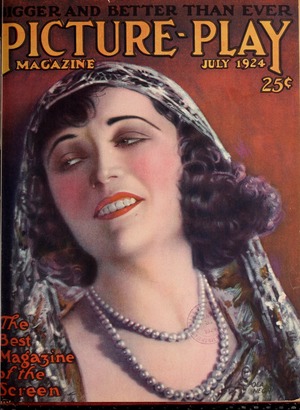 BIGGER AND BETTER THAN EVER
PICTURE-PLAY
MAGAZINE
JULY 1924
25¢
The
Best
Magazine
of the
Screen